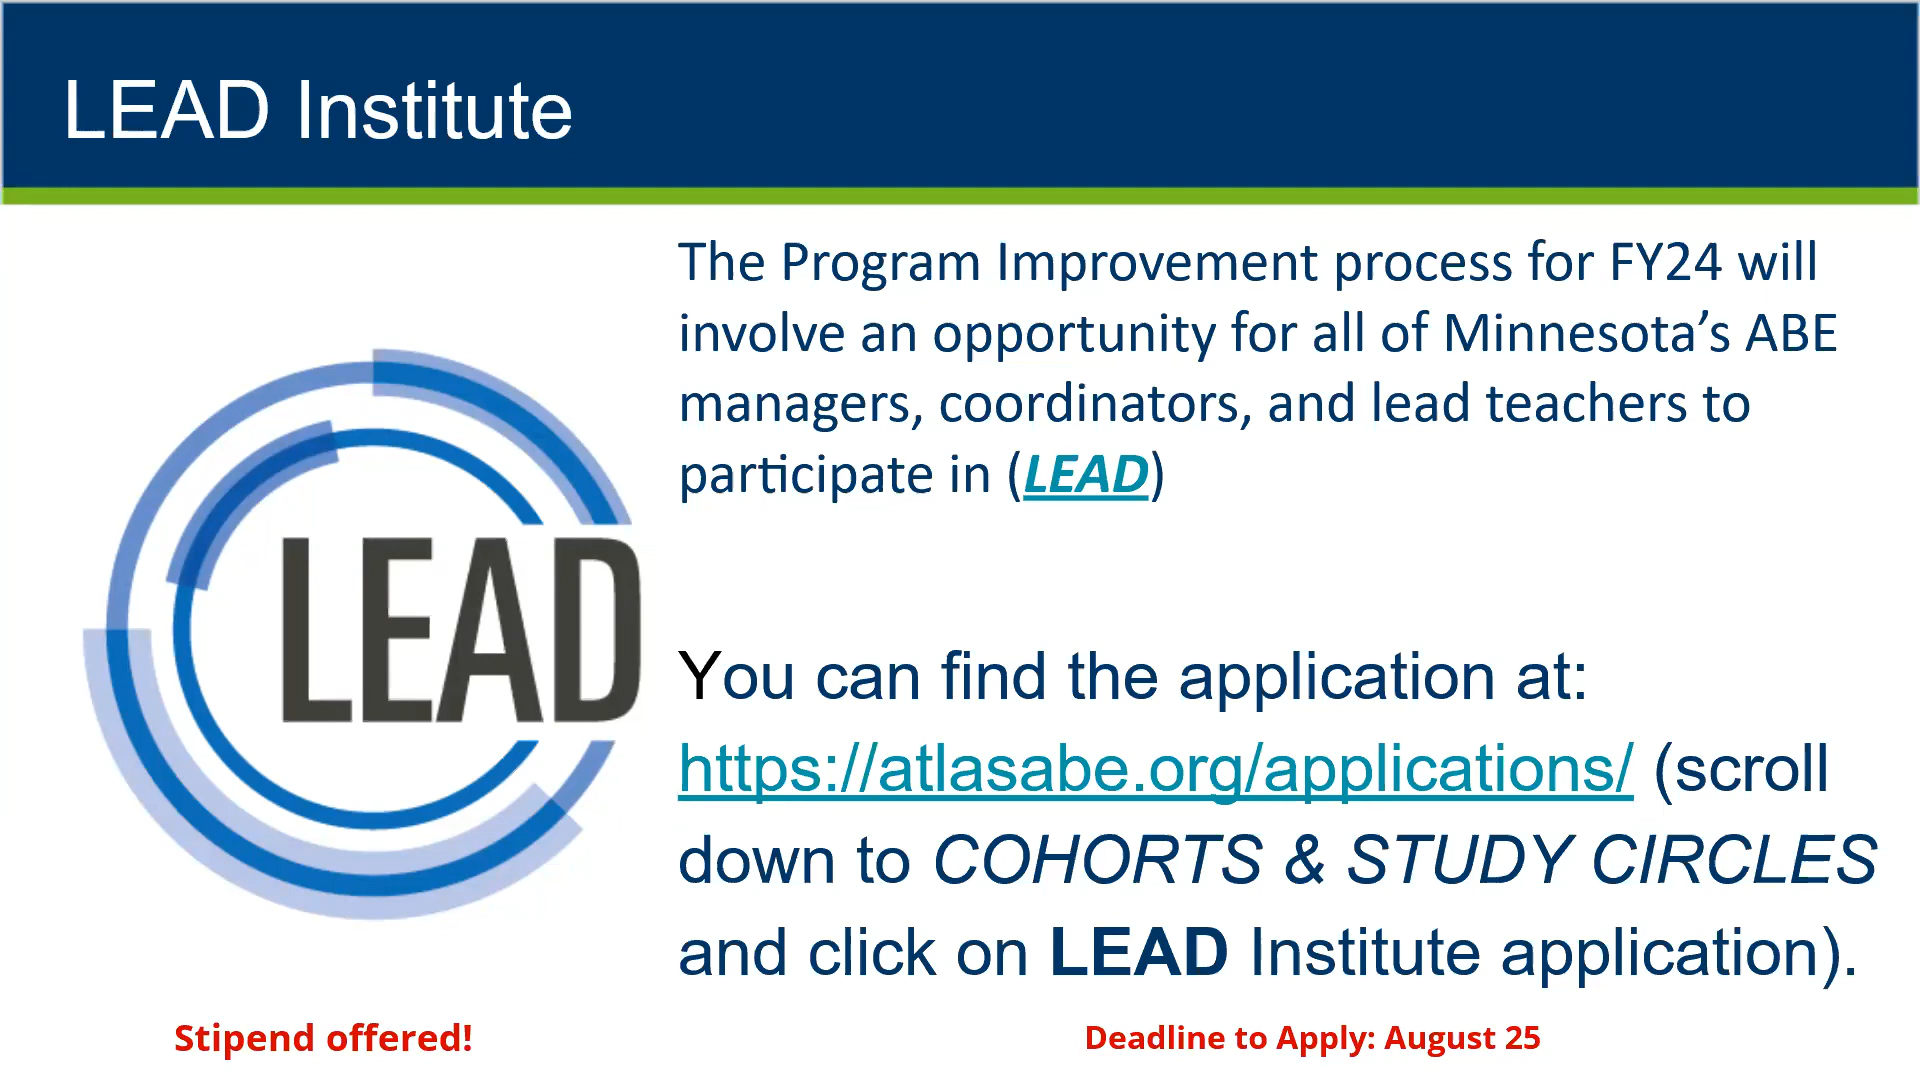 LEAD Institute
The Program Improvement process for FY24 will
involve an opportunity for all of Minnesota’s ABE
managers, coordinators, and lead teachers to
participate in (LEAD)
LEAD
You can find the application at:
https://atlasabe.org/applications/ (scroll
down to COHORTS & STUDY CIRCLES
and click on LEAD Institute application).
Stipend offered!
Deadline to Apply: August 25